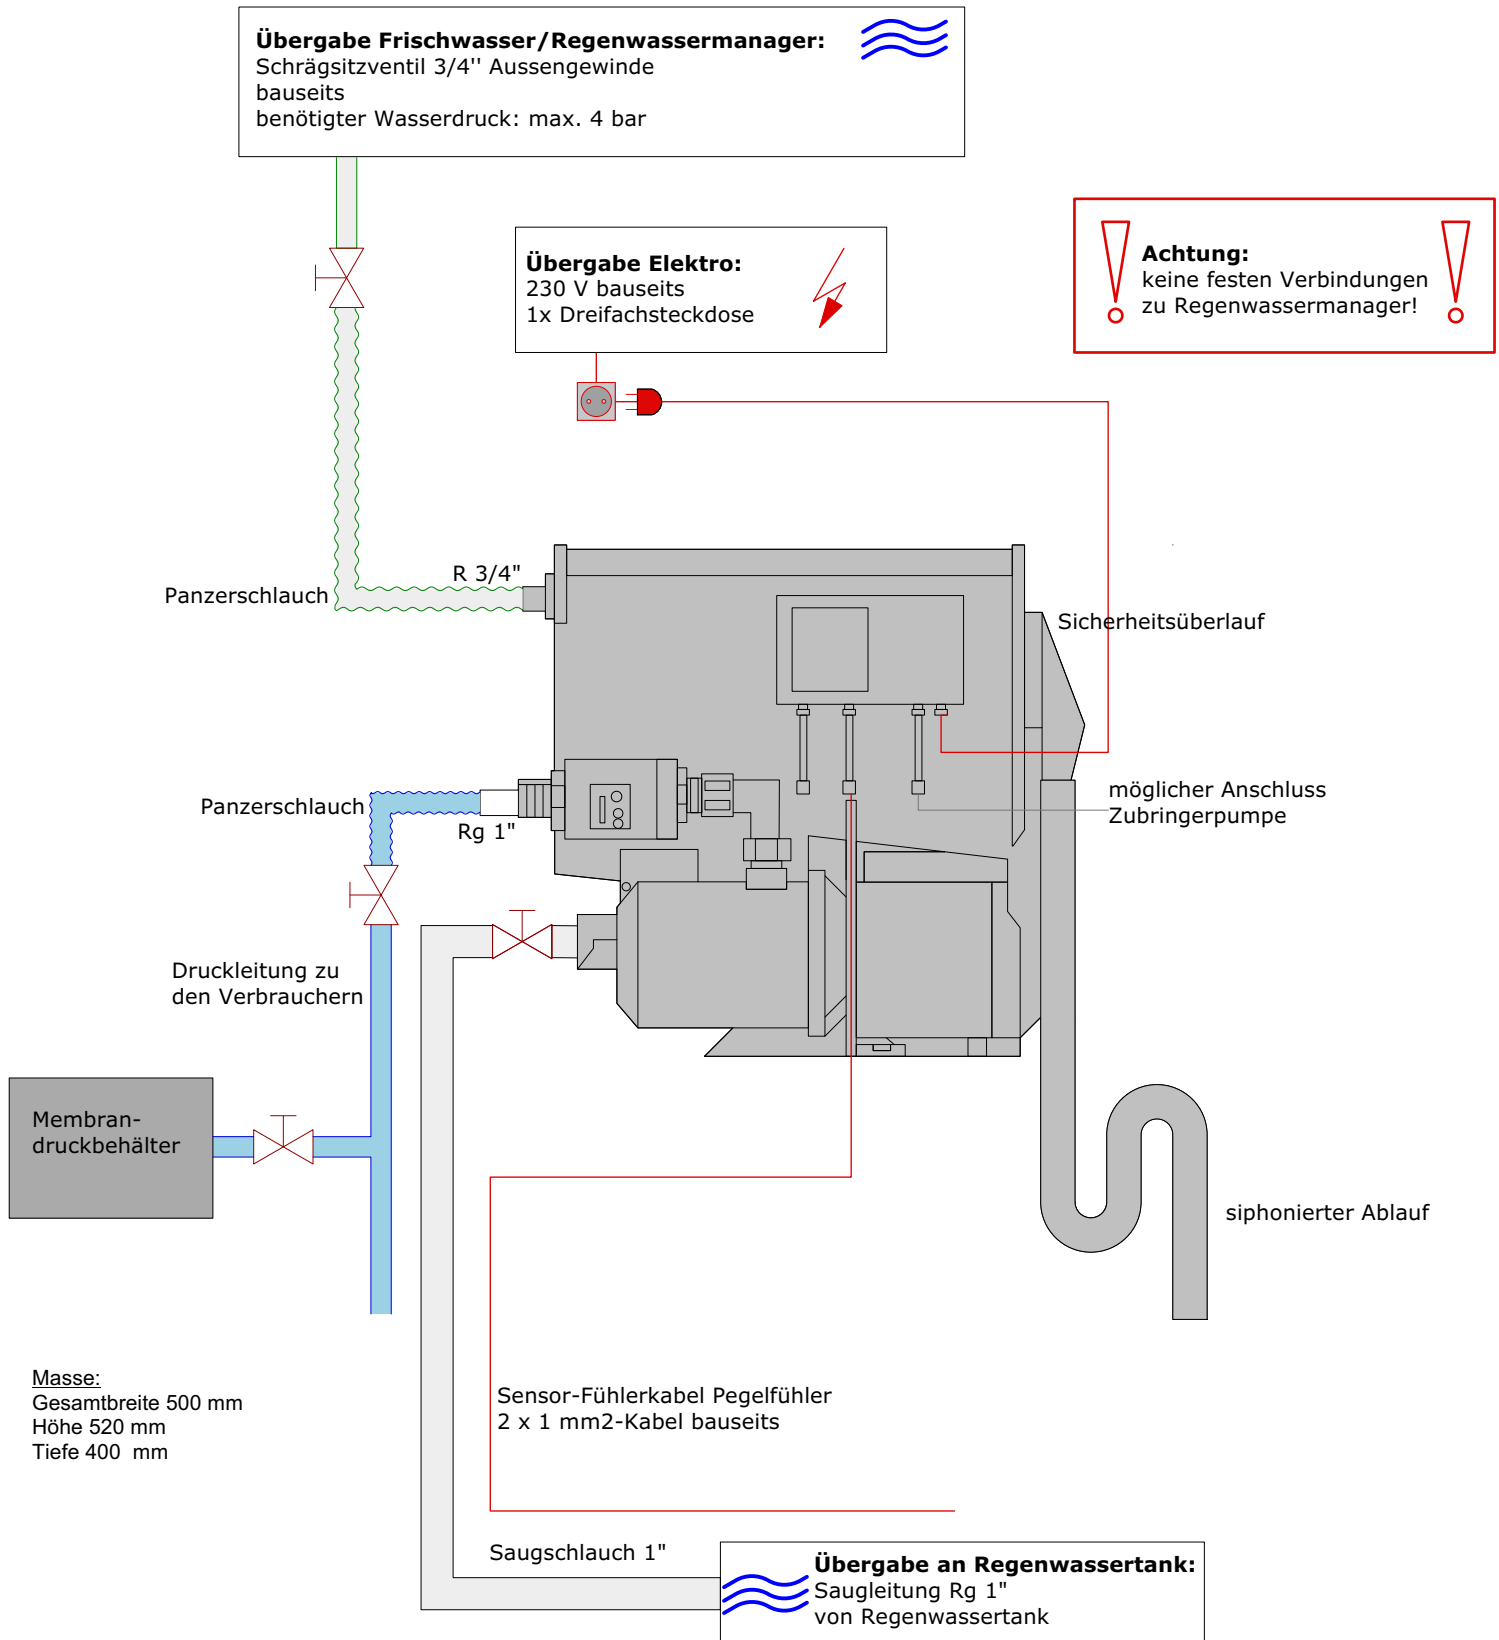 Übergabe Frischwasser/Regenwassermanager:
Schrägsitzventil 3/4'' Aussengewinde
bauseits
benötigter Wasserdruck: max. 4 bar
Übergabe Elektro:
230 V bauseits
1x Dreifachsteckdose
Achtung:
keine festen Verbindungen
zu Regenwassermanager!
R 3/4"
Panzerschlauch
Sicherheitsüberlauf
Panzerschlauch
Rg 1"
möglicher Anschluss
Zubringerpumpe
Druckleitung zu
den Verbrauchern
Membran-
druckbehälter
siphonierter Ablauf
Masse:
Gesamtbreite 500 mm
Höhe 520 mm
Tiefe 400  mm
Sensor-Fühlerkabel Pegelfühler
2 x 1 mm2-Kabel bauseits
Saugschlauch 1"
Übergabe an Regenwassertank:
Saugleitung Rg 1"
von Regenwassertank